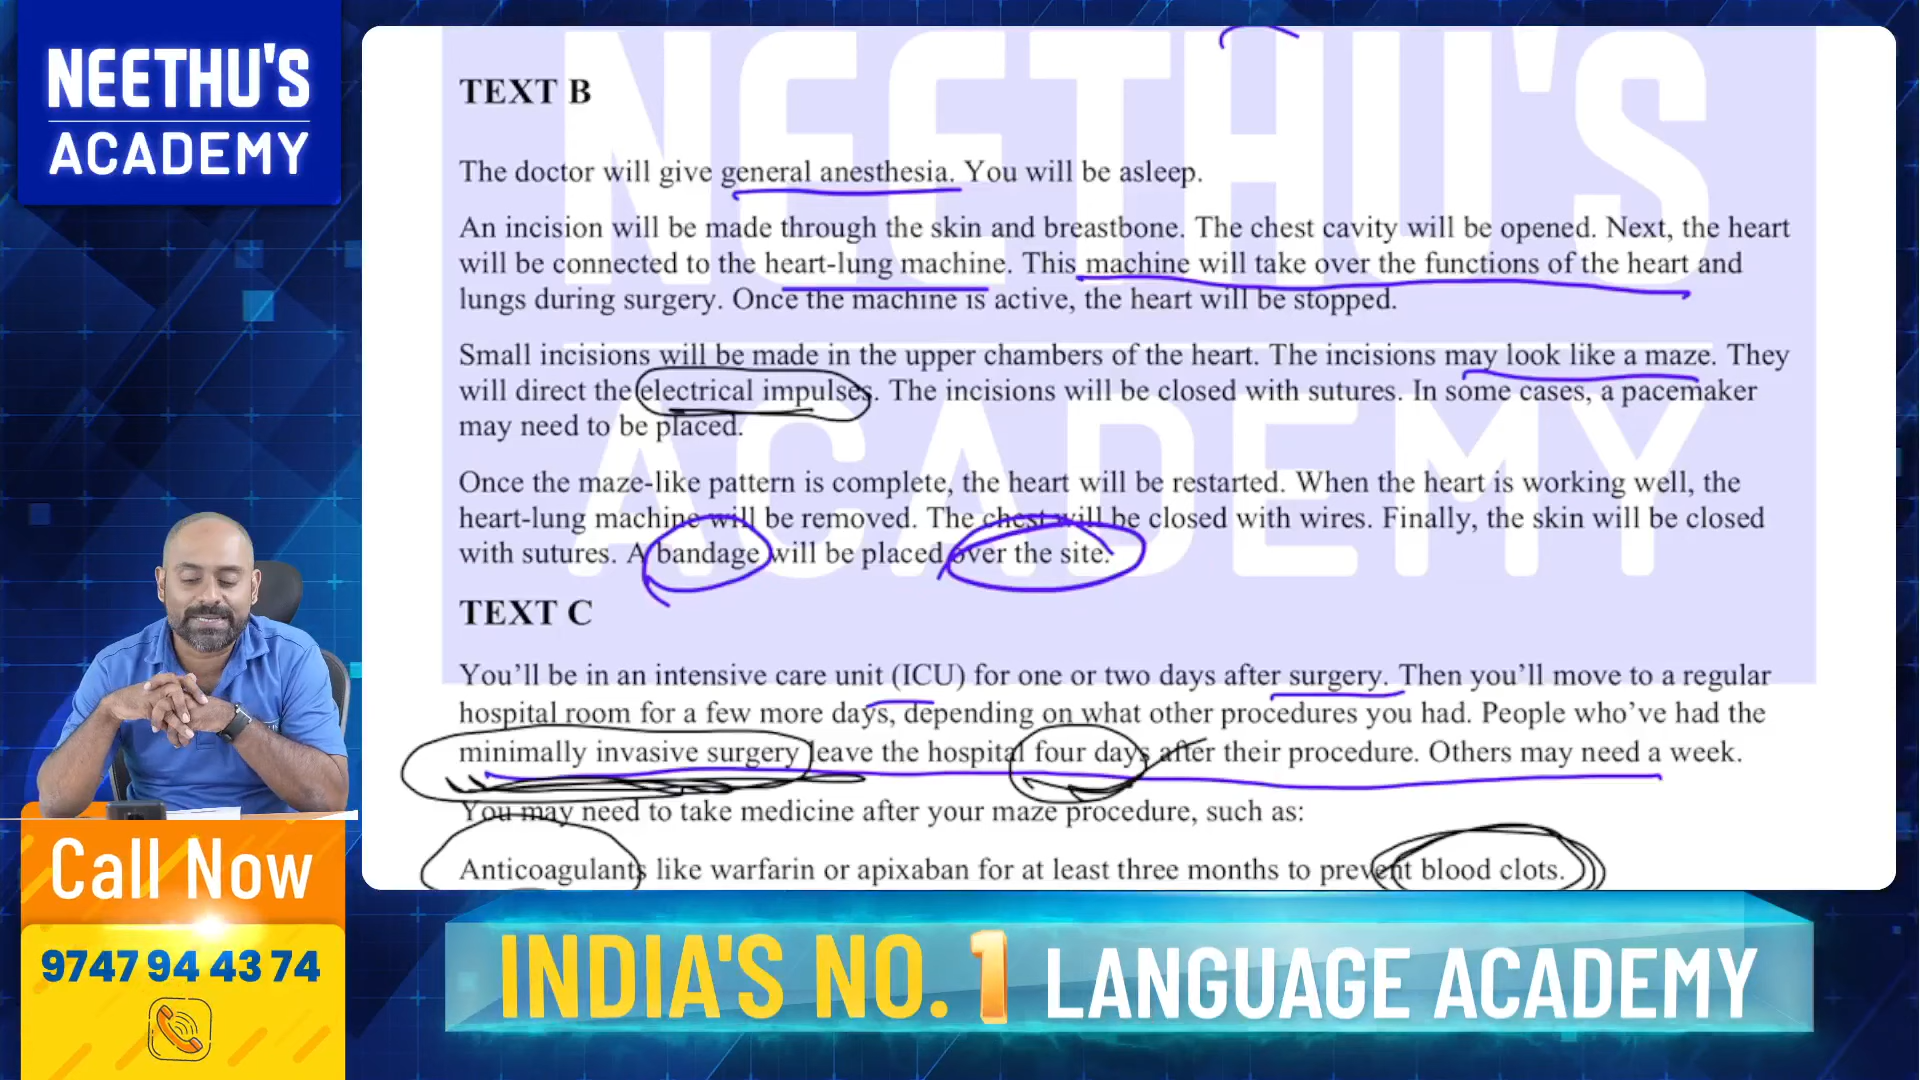 NEETHU'S
ACADEMY
TEXT B
The doctor will give general anesthesia. You will be asleep.
An incision will be made through the skin and breastbone. The chest cavity will be opened. Next, the heart
will be connected to the heart-lung machine. This machine will take over the functions of the heart and
lungs during surgery. Once the machine is active, the heart will be stopped.
Small incisions will be made in the upper chambers of the heart. The incisions may look like a maze. They
will direct the electrical impulses. The incisions will be closed with sutures. In some cases, a pacemaker
may need to be placed.
Once the maze-like pattern is complete, the heart will be restarted. When the heart is working well, the
heart-lung machine will be removed. The chest will be closed with wires. Finally, the skin will be closed
with sutures. A bandage will be placed over the site.
TEXT C
You'll be in an intensive care unit (ICU) for one or two days after surgery. Then you'll move to a regular
hospital room for a few more days, depending on what other procedures you had. People who've had the
minimally invasive surgery leave the hospital four days after their procedure. Others may need a week.
You may need to take medicine after your maze procedure, such as:
Anticoagulants like warfarin or apixaban for at least three months to prevent blood clots.
NEETHU'S
ACADEMY
Call Now
9747 94 43 74
INDIA'S NO. 1 LANGUAGE ACADEMY